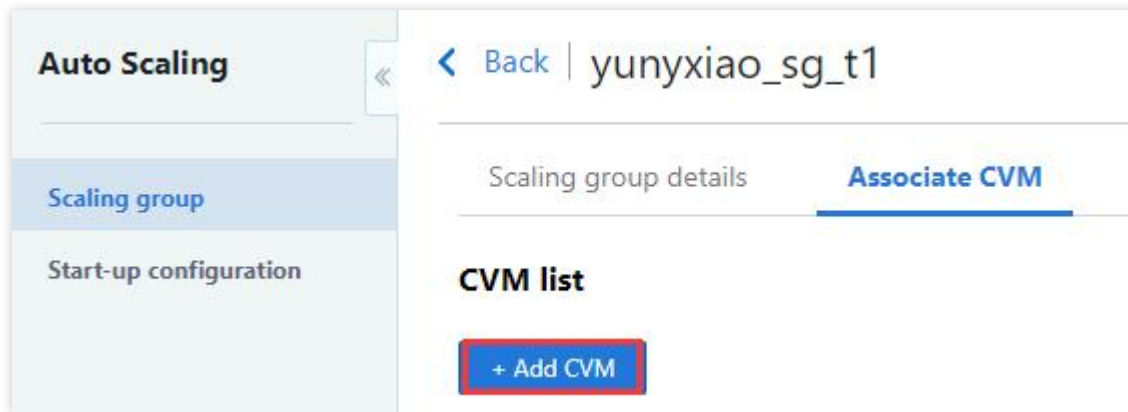 Auto Scaling
«
Scaling group
Start-up configuration
Back | yunyxiao_sg_t1
Scaling group details
Associate CVM
CVM list
+ Add CVM